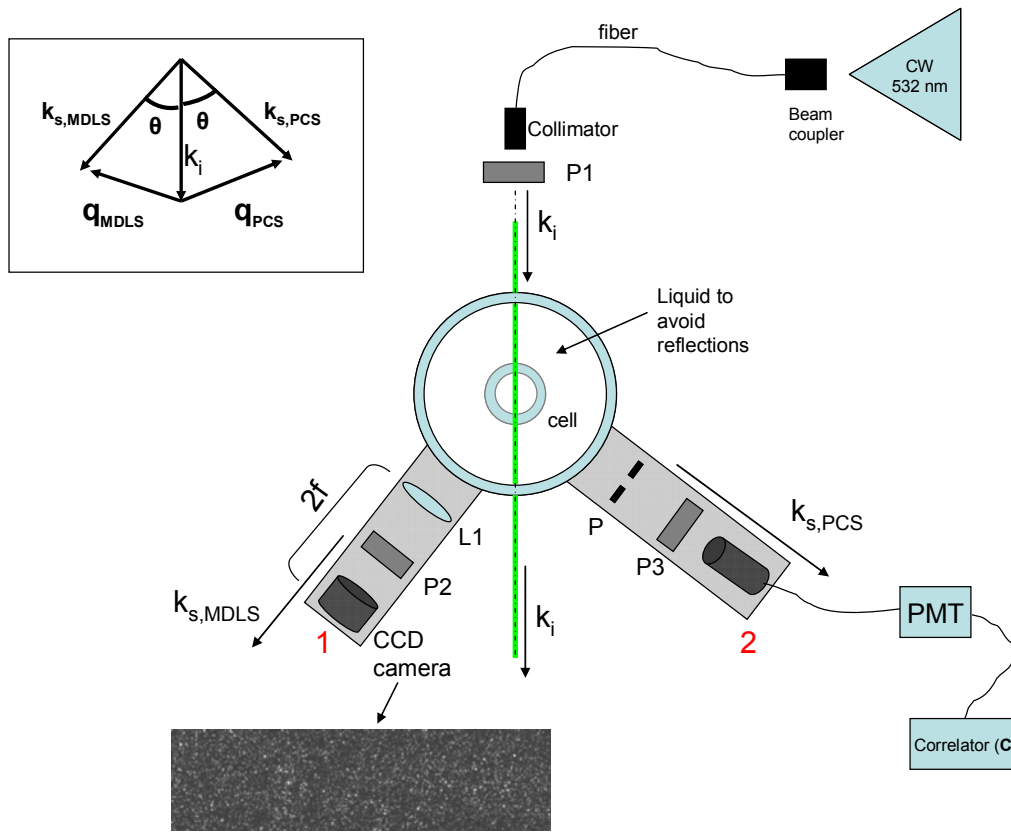 fiber
CW
532 nm
Beam
coupler
Collimator
P1
k_i
k_s,MDLS
θ
θ
k_s,PCS
k_i
q_MDLS
q_PCS
Liquid to
avoid
reflections
cell
2f
L1
P2
k_s,MDLS
1
CCD
camera
k_i
P
P3
k_s,PCS
2
PMT
Correlator (C